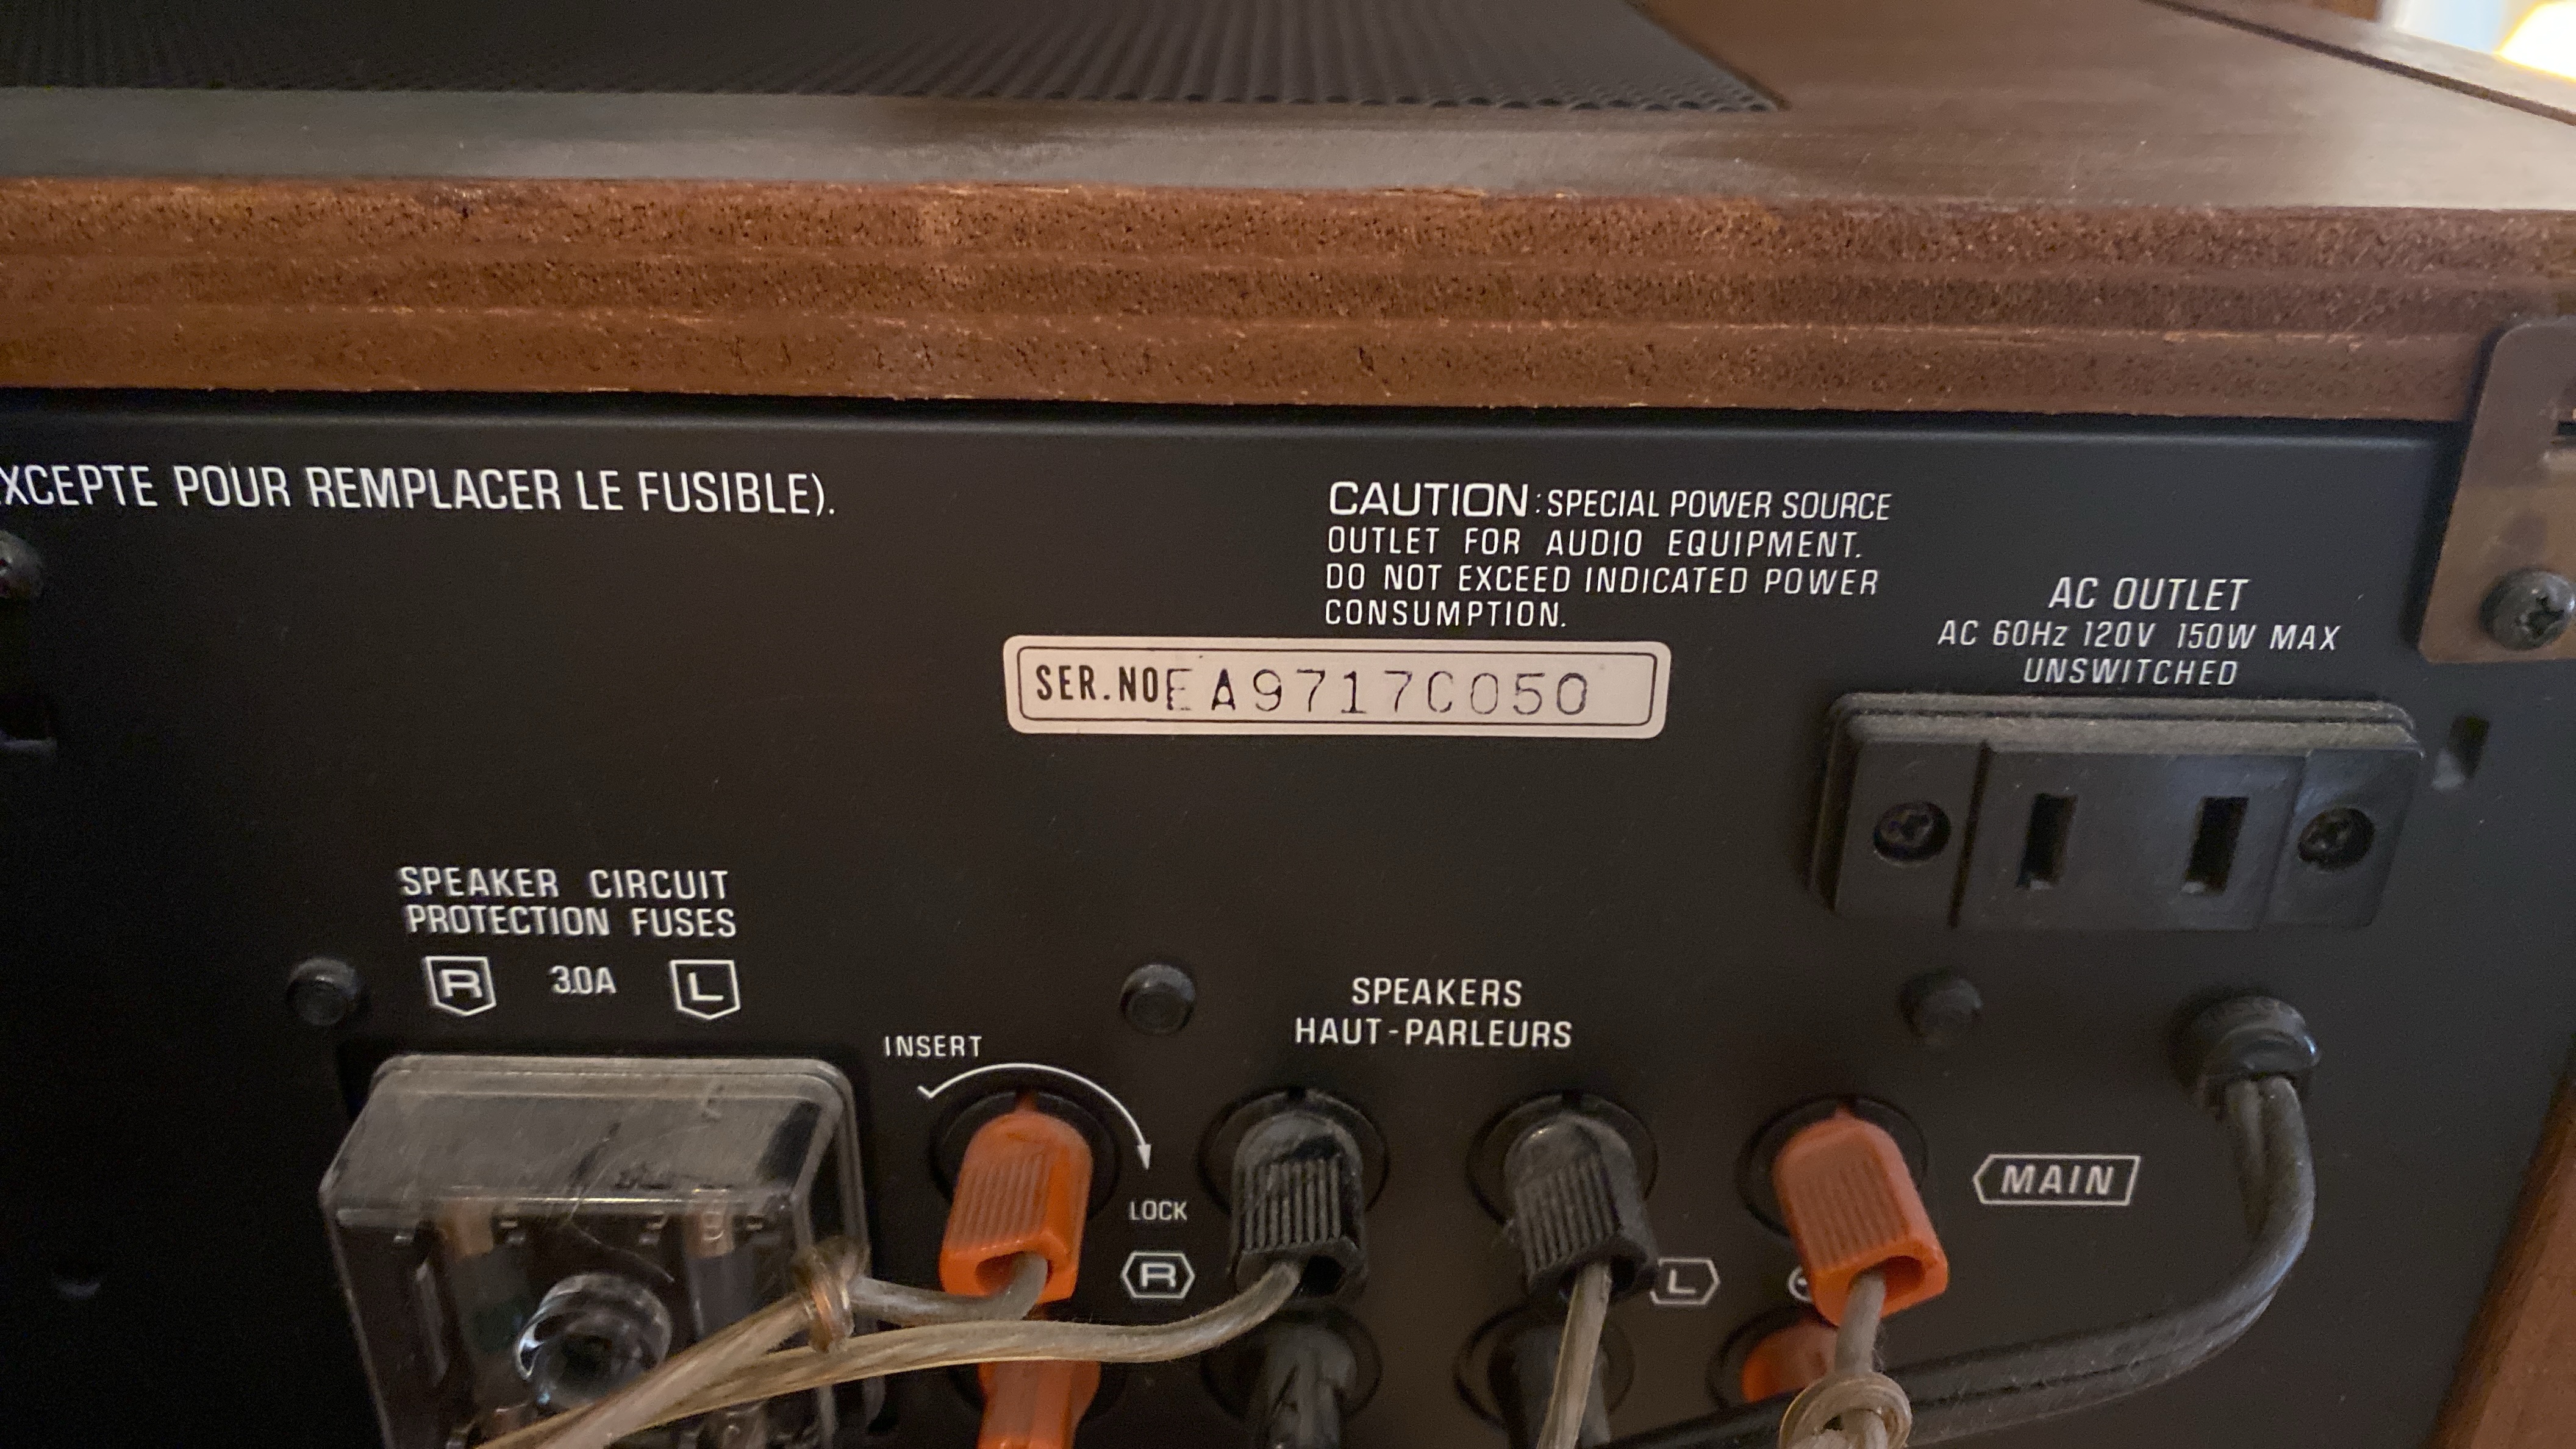 XCEPTE POUR REMPLACER LE FUSIBLE).
CAUTION: SPECIAL POWER SOURCE
OUTLET FOR AUDIO EQUIPMENT.
DO NOT EXCEED INDICATED POWER
CONSUMPTION.
AC OUTLET
AC 60Hz 120V 150W MAX
UNSWITCHED
SER.NO EA9717C050
SPEAKER CIRCUIT
PROTECTION FUSES
R 3.0A L
SPEAKERS
HAUT-PARLEURS
INSERT
LOCK
R
L
MAIN